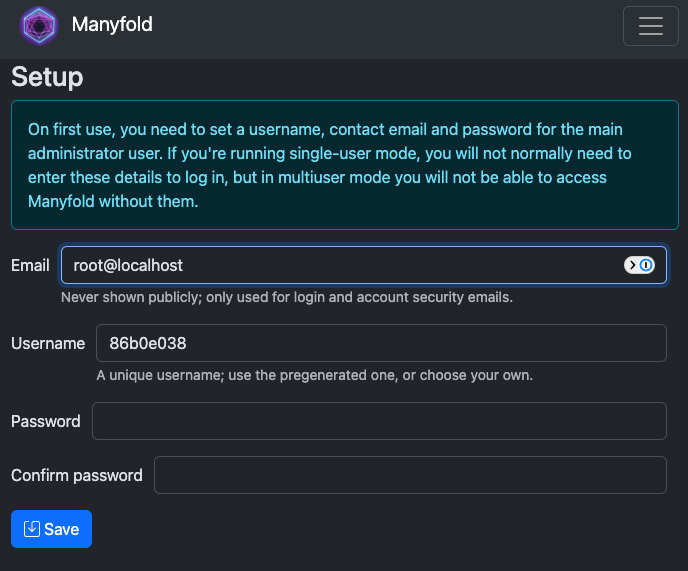 Manyfold
Setup
On first use, you need to set a username, contact email and password for the main
administrator user. If you're running single-user mode, you will not normally need to
enter these details to log in, but in multiuser mode you will not be able to access
Manyfold without them.
Email root@localhost
Never shown publicly; only used for login and account security emails.
Username 86b0e038
A unique username; use the pregenerated one, or choose your own.
Password
Confirm password
Save